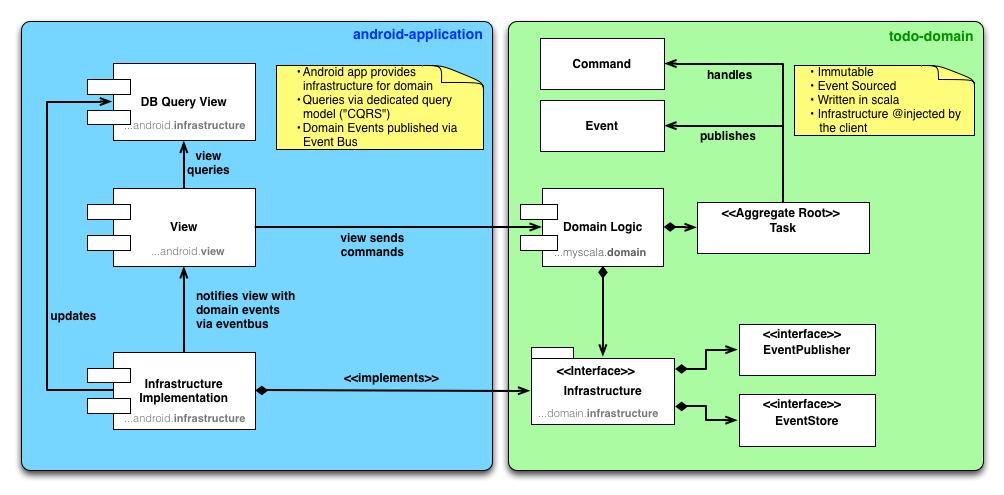 android-application
DB Query View
...android.infrastructure
• Android app provides
infrastructure for domain
• Queries via dedicated query
model ("CQRS")
• Domain Events published via
Event Bus
view
queries
View
...android.view
view sends
commands
notifies view with
domain events
via eventbus
updates
Infrastructure
Implementation
...android.infrastructure
<<implements>>
todo-domain
Command
handles
Event
publishes
• Immutable
• Event Sourced
• Written in scala
• Infrastructure @injected by
the client
Domain Logic
...myscala.domain
<<Aggregate Root>>
Task
<<Interface>>
Infrastructure
...domain.infrastructure
<<interface>>
EventPublisher
<<interface>>
EventStore